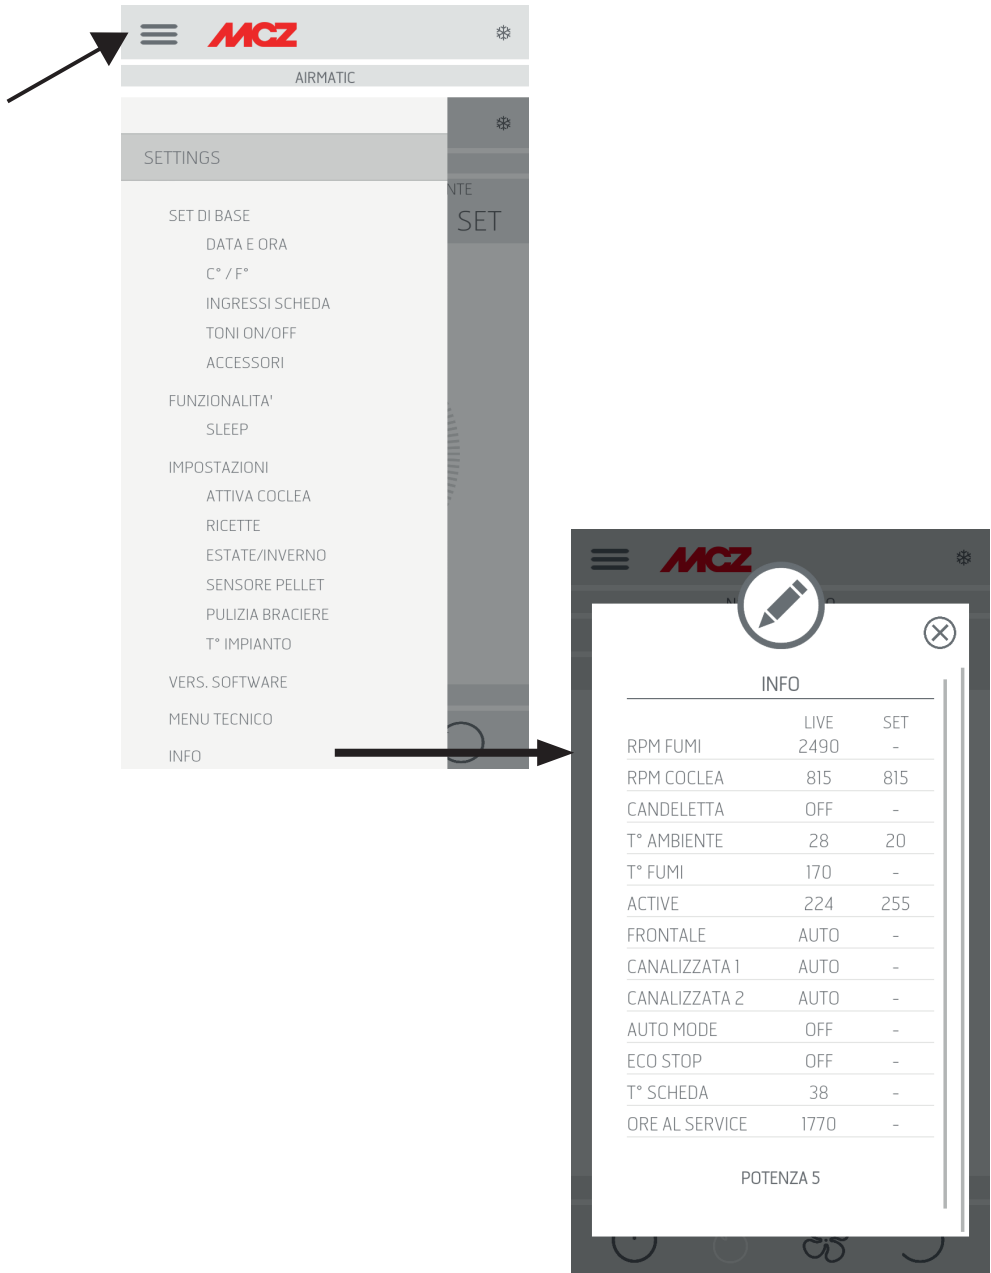 MCZ
AIRMATIC
SETTINGS
NTE
SET
SET DI BASE
DATA E ORA
C° / F°
INGRESSI SCHEDA
TONI ON/OFF
ACCESSORI
FUNZIONALITA'
SLEEP
IMPOSTAZIONI
ATTIVA COCLEA
RICETTE
ESTATE/INVERNO
SENSORE PELLET
PULIZIA BRACIERE
T° IMPIANTO
VERS. SOFTWARE
MENU TECNICO
INFO
MCZ
INFO
LIVE SET
RPM FUMI 2490 -
RPM COCLEA 815 815
CANDELETTA OFF -
T° AMBIENTE 28 20
T° FUMI 170 -
ACTIVE 224 255
FRONTALE AUTO -
CANALIZZATA 1 AUTO -
CANALIZZATA 2 AUTO -
AUTO MODE OFF -
ECO STOP OFF -
T° SCHEDA 38 -
ORE AL SERVICE 1770 -
POTENZA 5